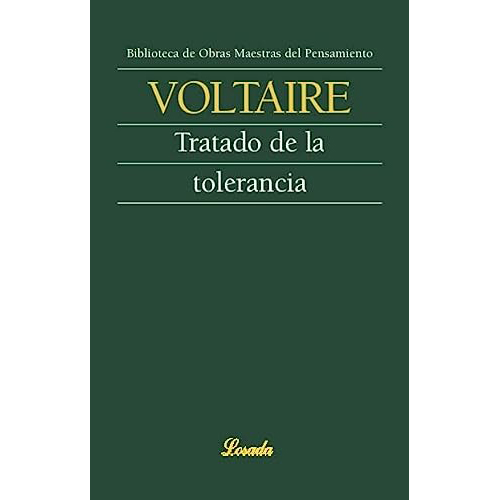 Biblioteca de Obras Maestras del Pensamiento
VOLTAIRE
Tratado de la
tolerancia
Losada